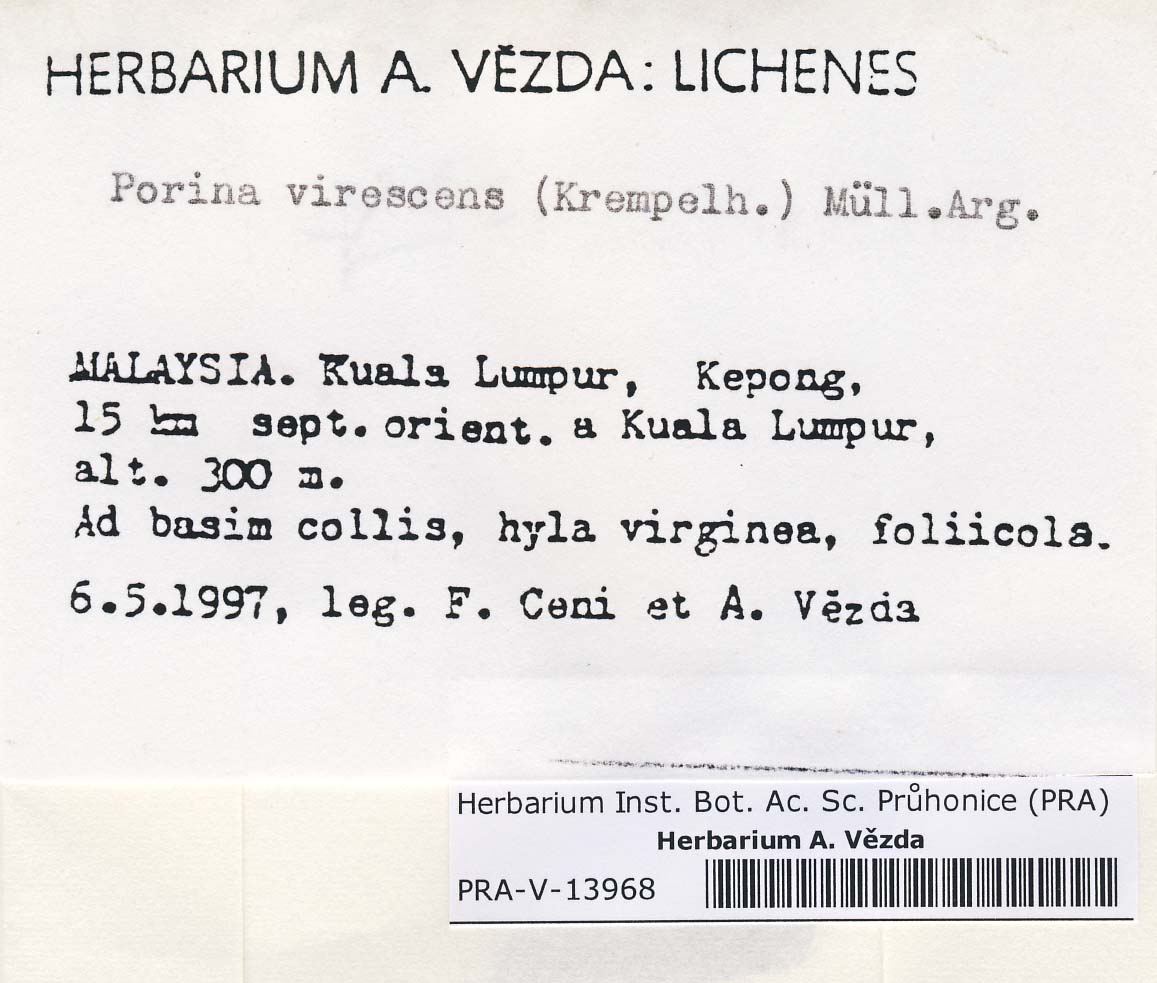 HERBARIUM A. VĚZDA: LICHENES
Porina virescens (Krempelh.) Müll.Arg.
MALAYSIA. Kuala Lumpur, Kepong,
15 km sept.orient. a Kuala Lumpur,
alt. 300 m.
Ad basim collis, hyla virginea, foliicola.
6.5.1997, leg. F. Ceni et A. Vězda
Herbarium Inst. Bot. Ac. Sc. Průhonice (PRA)
Herbarium A. Vězda
PRA-V-13968